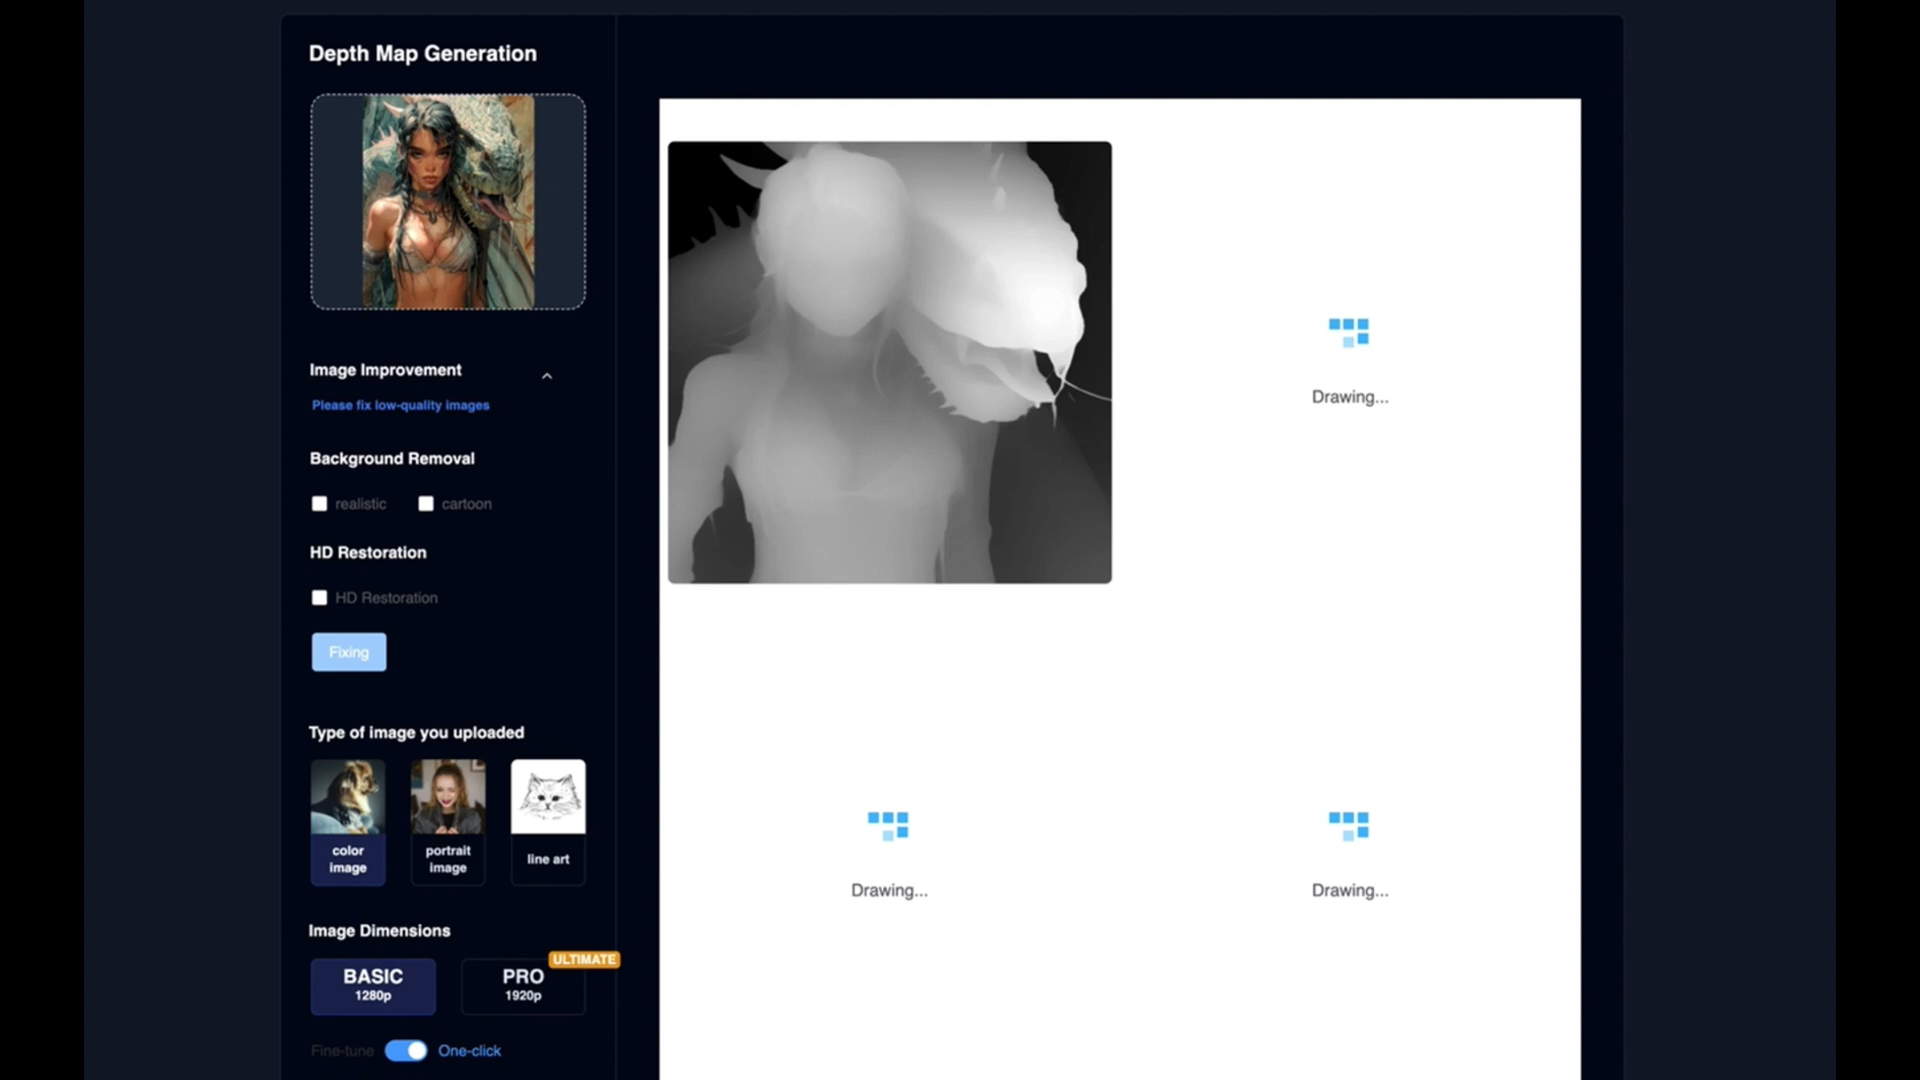 Depth Map Generation
Image Improvement
Please fix low-quality images
Background Removal
realistic
cartoon
HD Restoration
HD Restoration
Fixing
Type of image you uploaded
color
image
portrait
image
line art
Image Dimensions
BASIC
1280p
ULTIMATE
PRO
1920p
Fine-tune
One-click
Drawing...
Drawing...
Drawing...